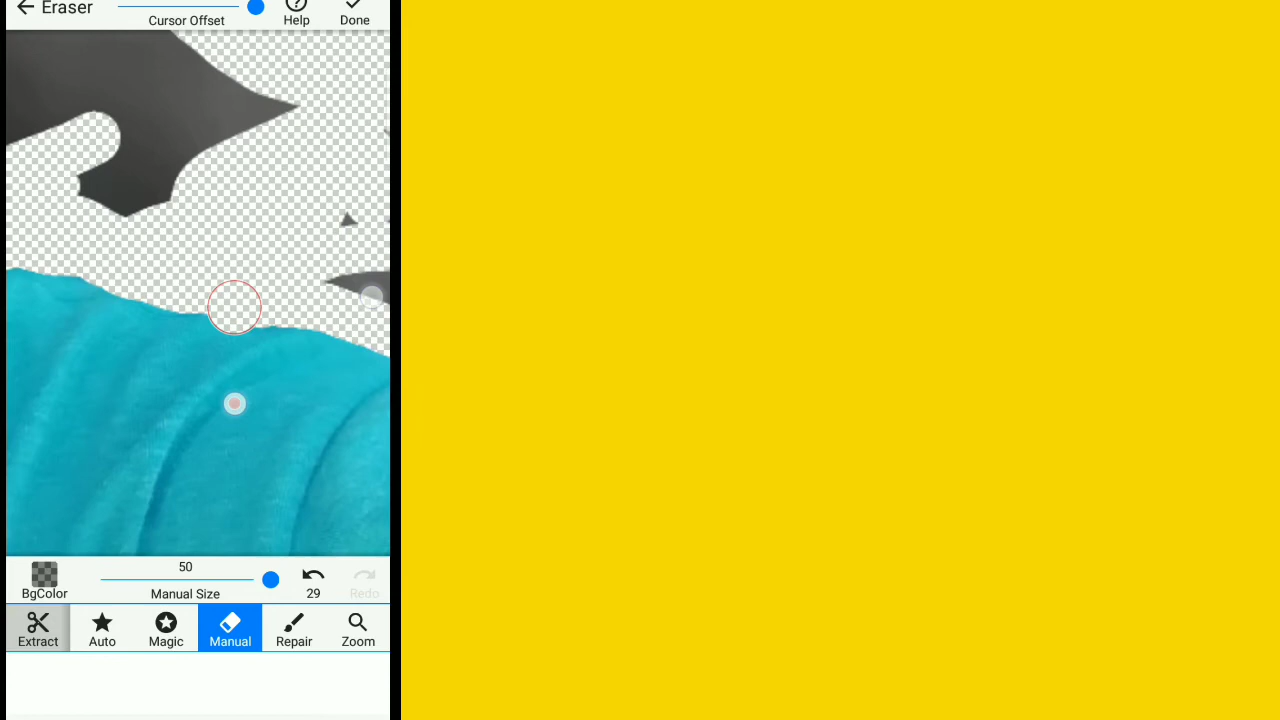 Eraser
Cursor Offset
Help
Done
50
BgColor
Manual Size
29
Redo
Extract
Auto
Magic
Manual
Repair
Zoom